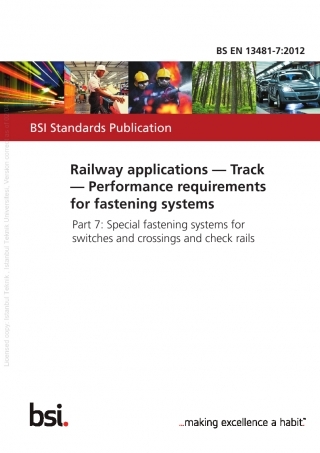 BS EN 13481-7:2012
BSI Standards Publication
Railway applications — Track
— Performance requirements
for fastening systems
Part 7: Special fastening systems for
switches and crossings and check rails
bsi.
...making excellence a habit.™